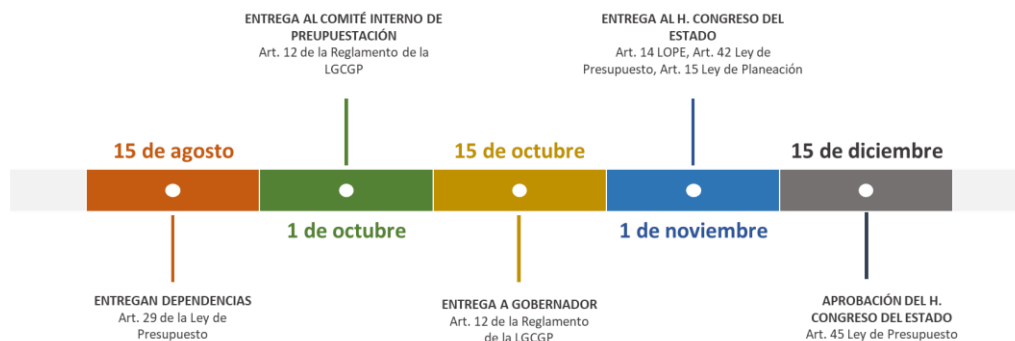 ENTREGA AL COMITÉ INTERNO DE
PREUPUESTACIÓN
Art. 12 de la Reglamento de la
LGCGP
ENTREGA AL H. CONGRESO DEL
ESTADO
Art. 14 LOPE, Art. 42 Ley de
Presupuesto, Art. 15 Ley de Planeación
15 de agosto
15 de octubre
15 de diciembre
1 de octubre
1 de noviembre
ENTREGAN DEPENDENCIAS
Art. 29 de la Ley de
Presupuesto
ENTREGA A GOBERNADOR
Art. 12 de la Reglamento
de la LGCGP
APROBACIÓN DEL H.
CONGRESO DEL ESTADO
Art. 45 Ley de Presupuesto